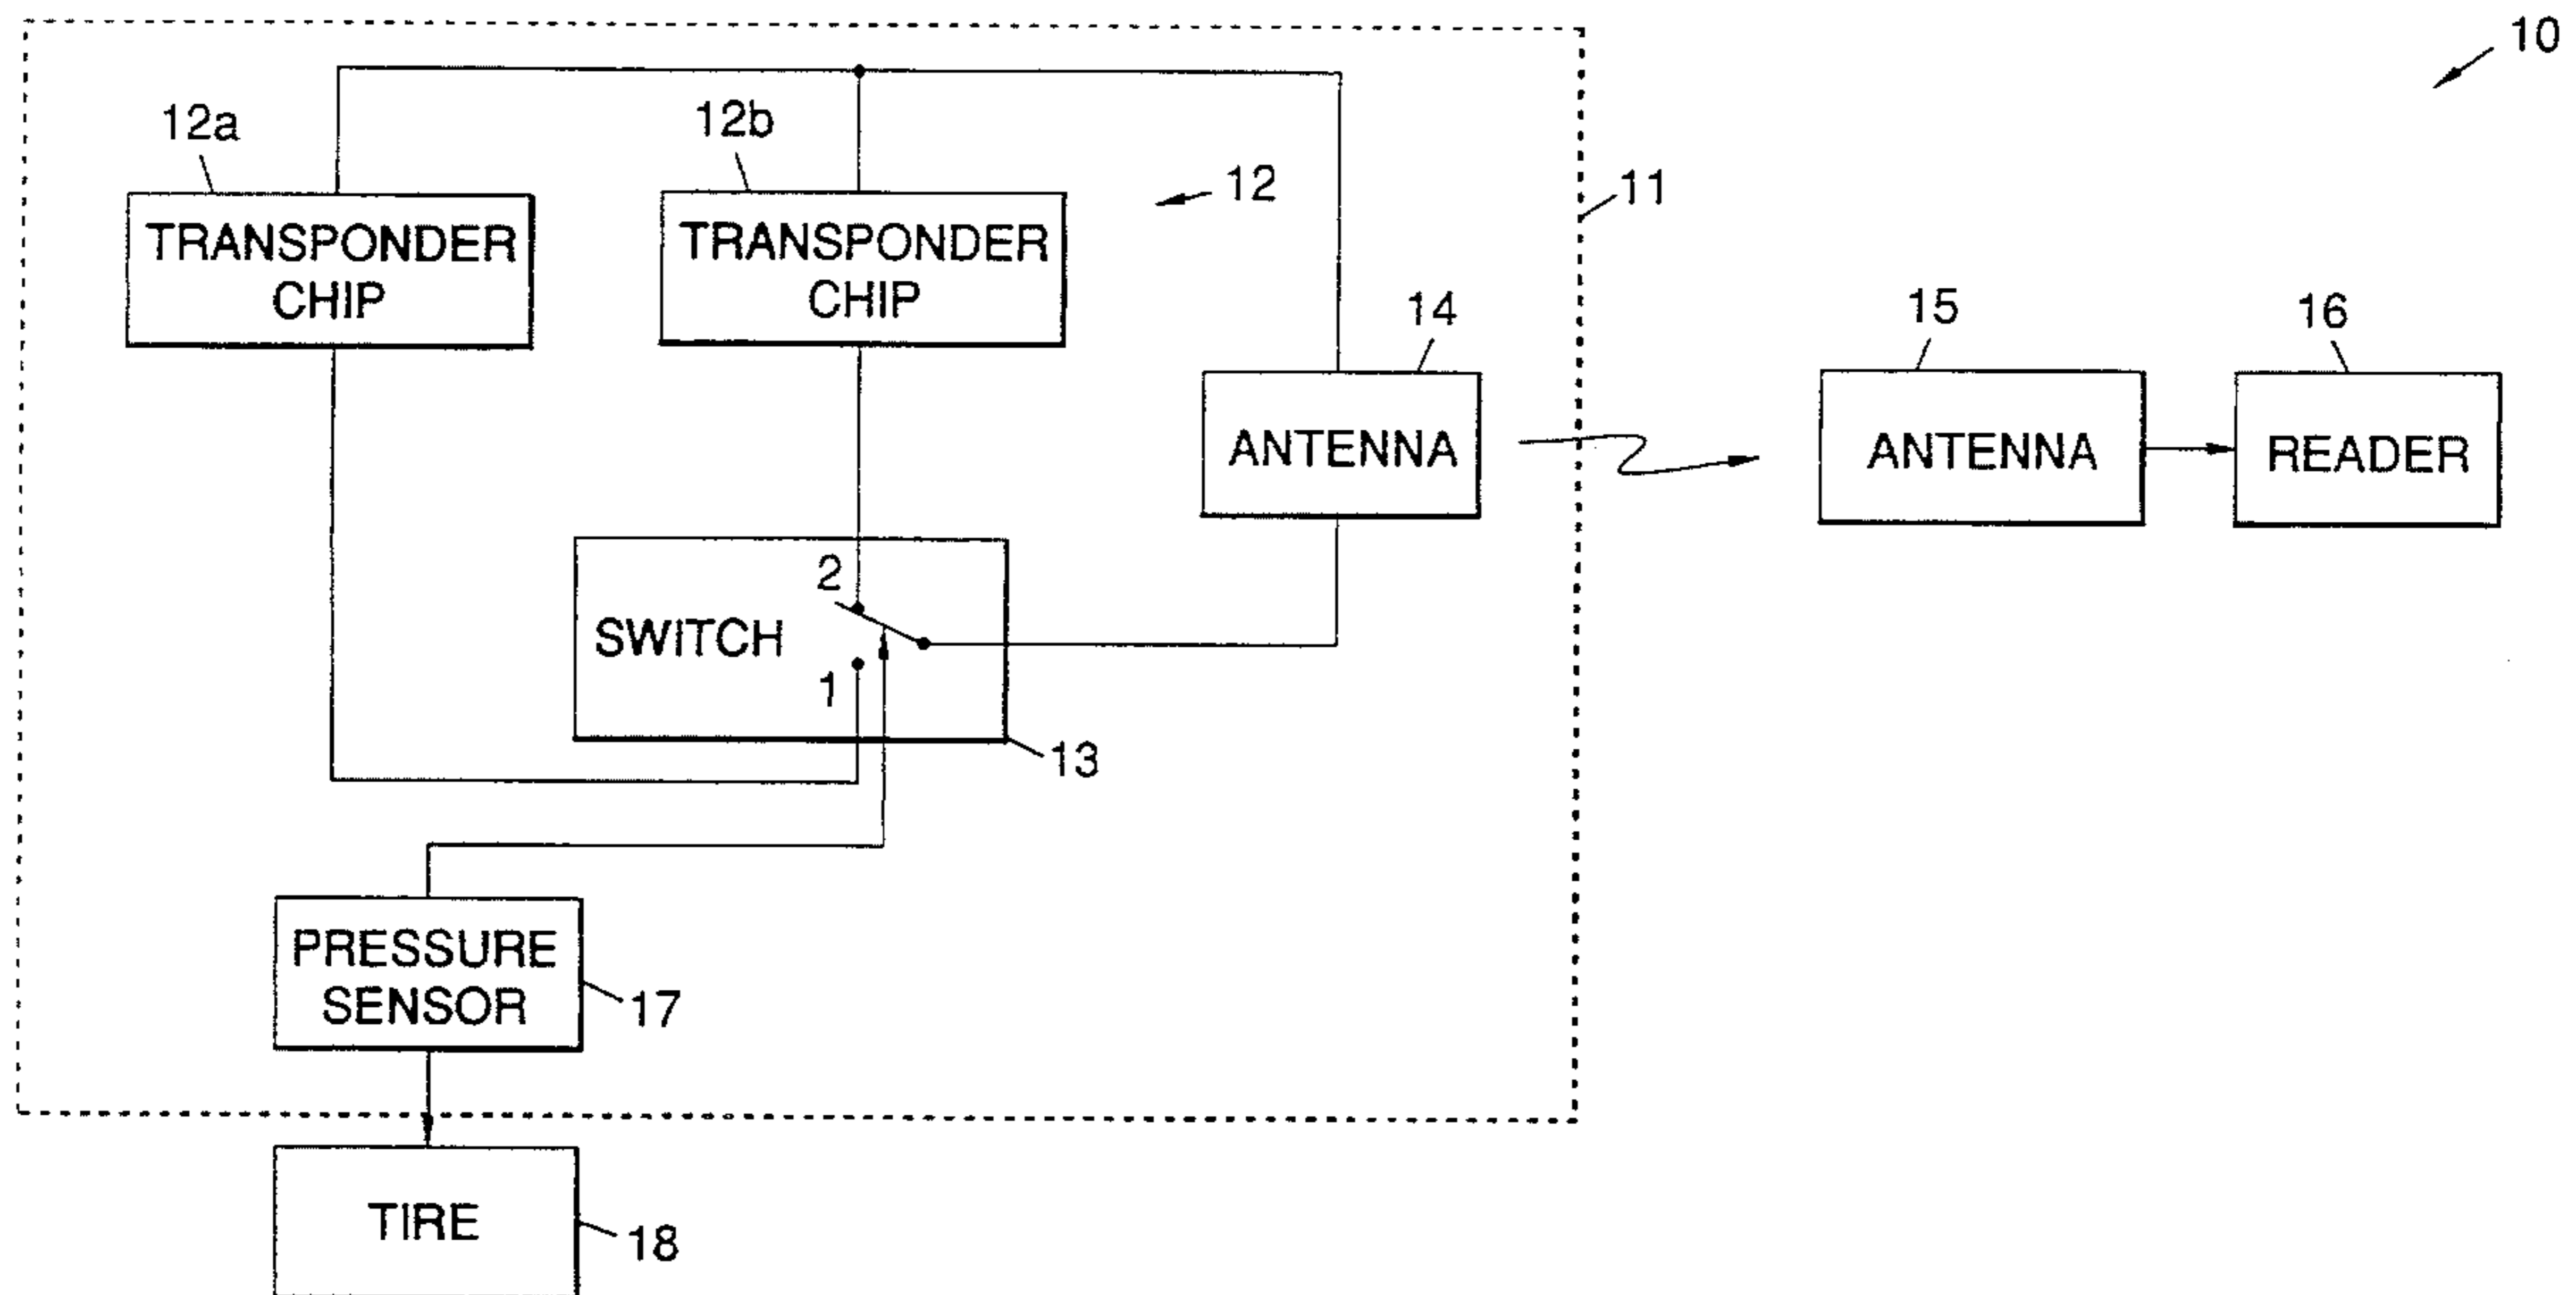 10
12a
12b
12
11
TRANSPONDER
CHIP
TRANSPONDER
CHIP
14
15
16
ANTENNA
ANTENNA
READER
2
SWITCH
1
13
PRESSURE
SENSOR
17
TIRE
18